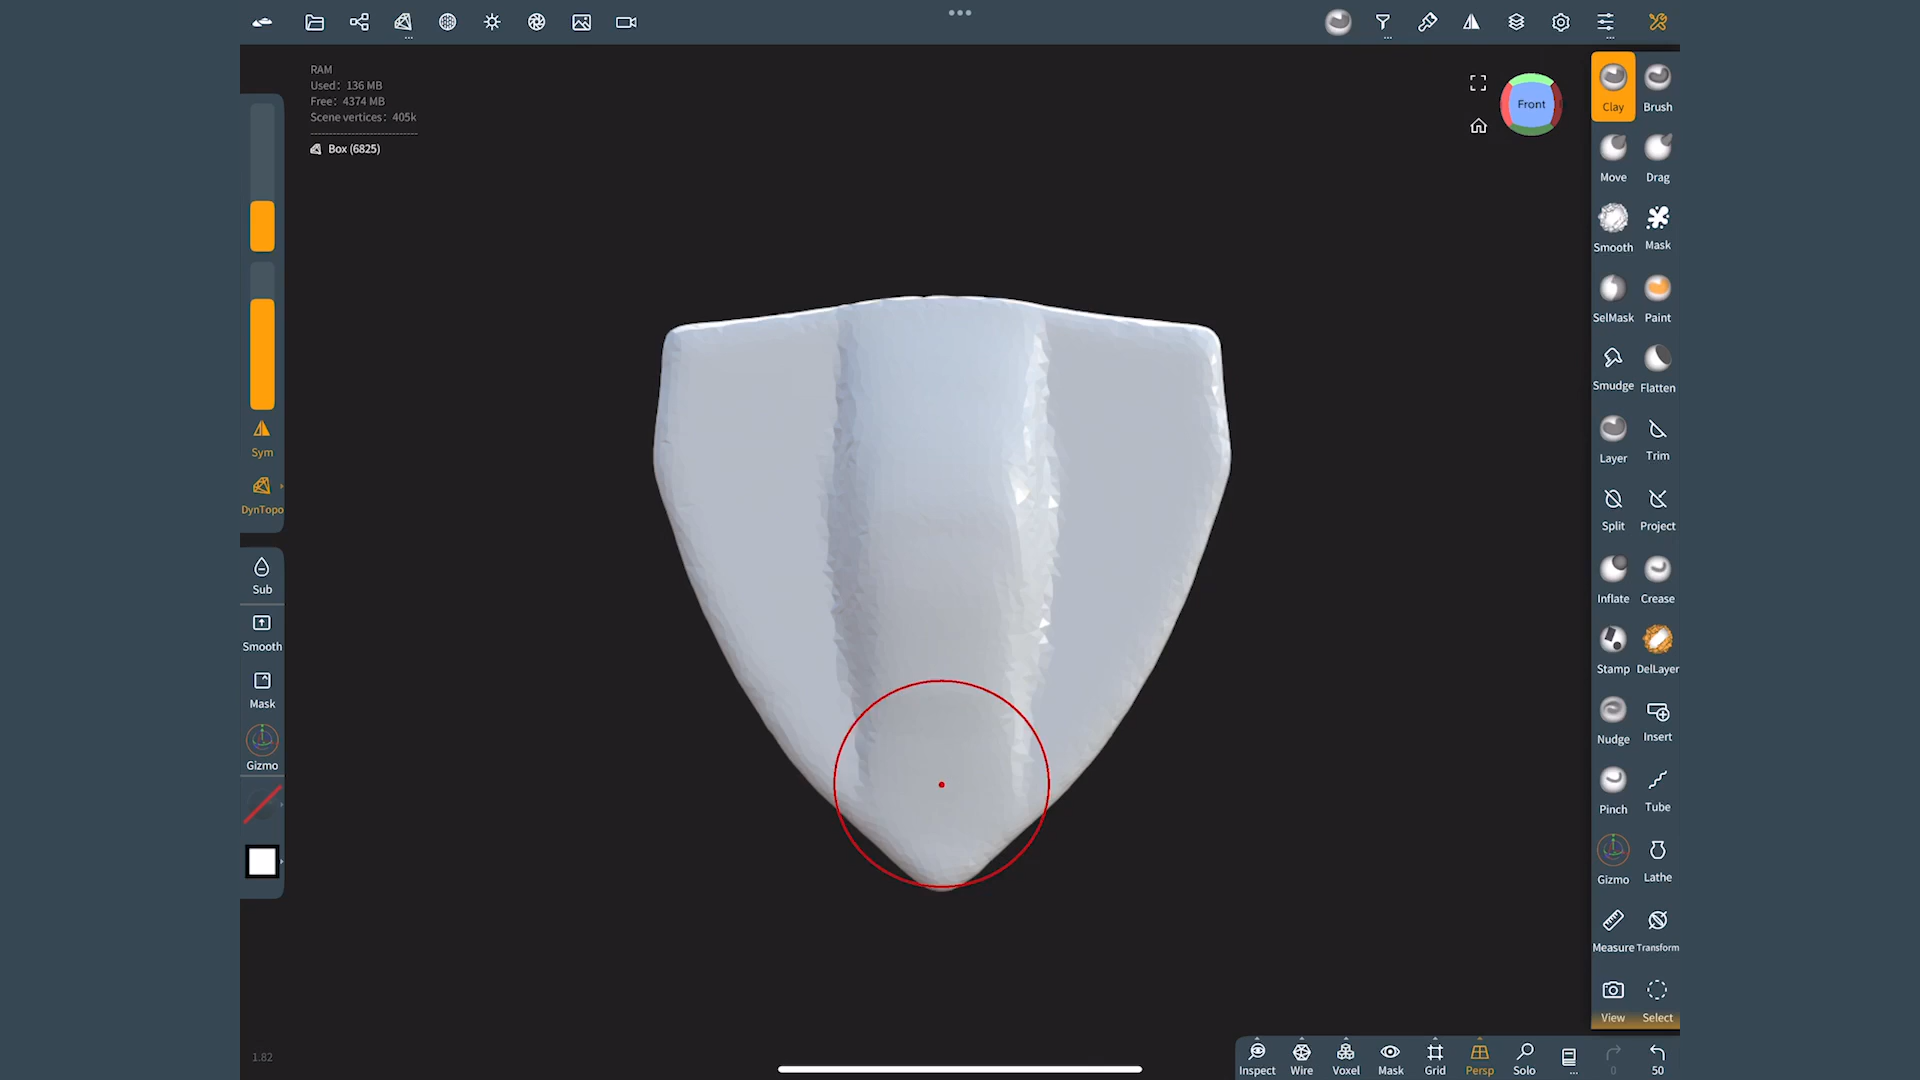 RAM
Used: 136 MB
Free: 4374 MB
Scene vertices: 405k
Box (6825)
Front
Sym
DynTopo
Sub
Smooth
Mask
Gizmo
1.82
Clay Brush
Move Drag
Smooth Mask
SelMask Paint
Smudge Flatten
Layer Trim
Split Project
Inflate Crease
Stamp DelLayer
Nudge Insert
Pinch Tube
Gizmo Lathe
Measure Transform
View Select
Inspect Wire Voxel Mask Grid Persp Solo ... 0 50